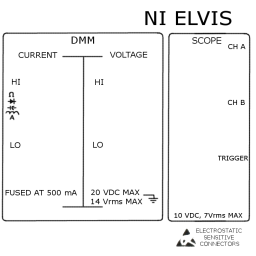 NI ELVIS
DMM
CURRENT VOLTAGE
HI HI
LO LO
FUSED AT 500 mA
20 VDC MAX
14 Vrms MAX
SCOPE
CH A
CH B
TRIGGER
10 VDC, 7Vrms MAX
ELECTROSTATIC
SENSITIVE
CONNECTORS